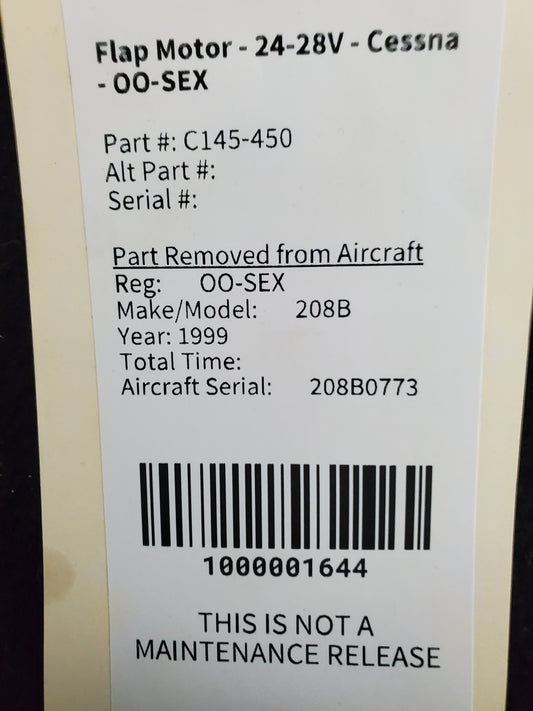 Flap Motor - 24-28V - Cessna
- OO-SEX
Part #: C145-450
Alt Part #:
Serial #:
Part Removed from Aircraft
Reg: OO-SEX
Make/Model: 208B
Year: 1999
Total Time:
Aircraft Serial: 208B0773
1000001644
THIS IS NOT A
MAINTENANCE RELEASE